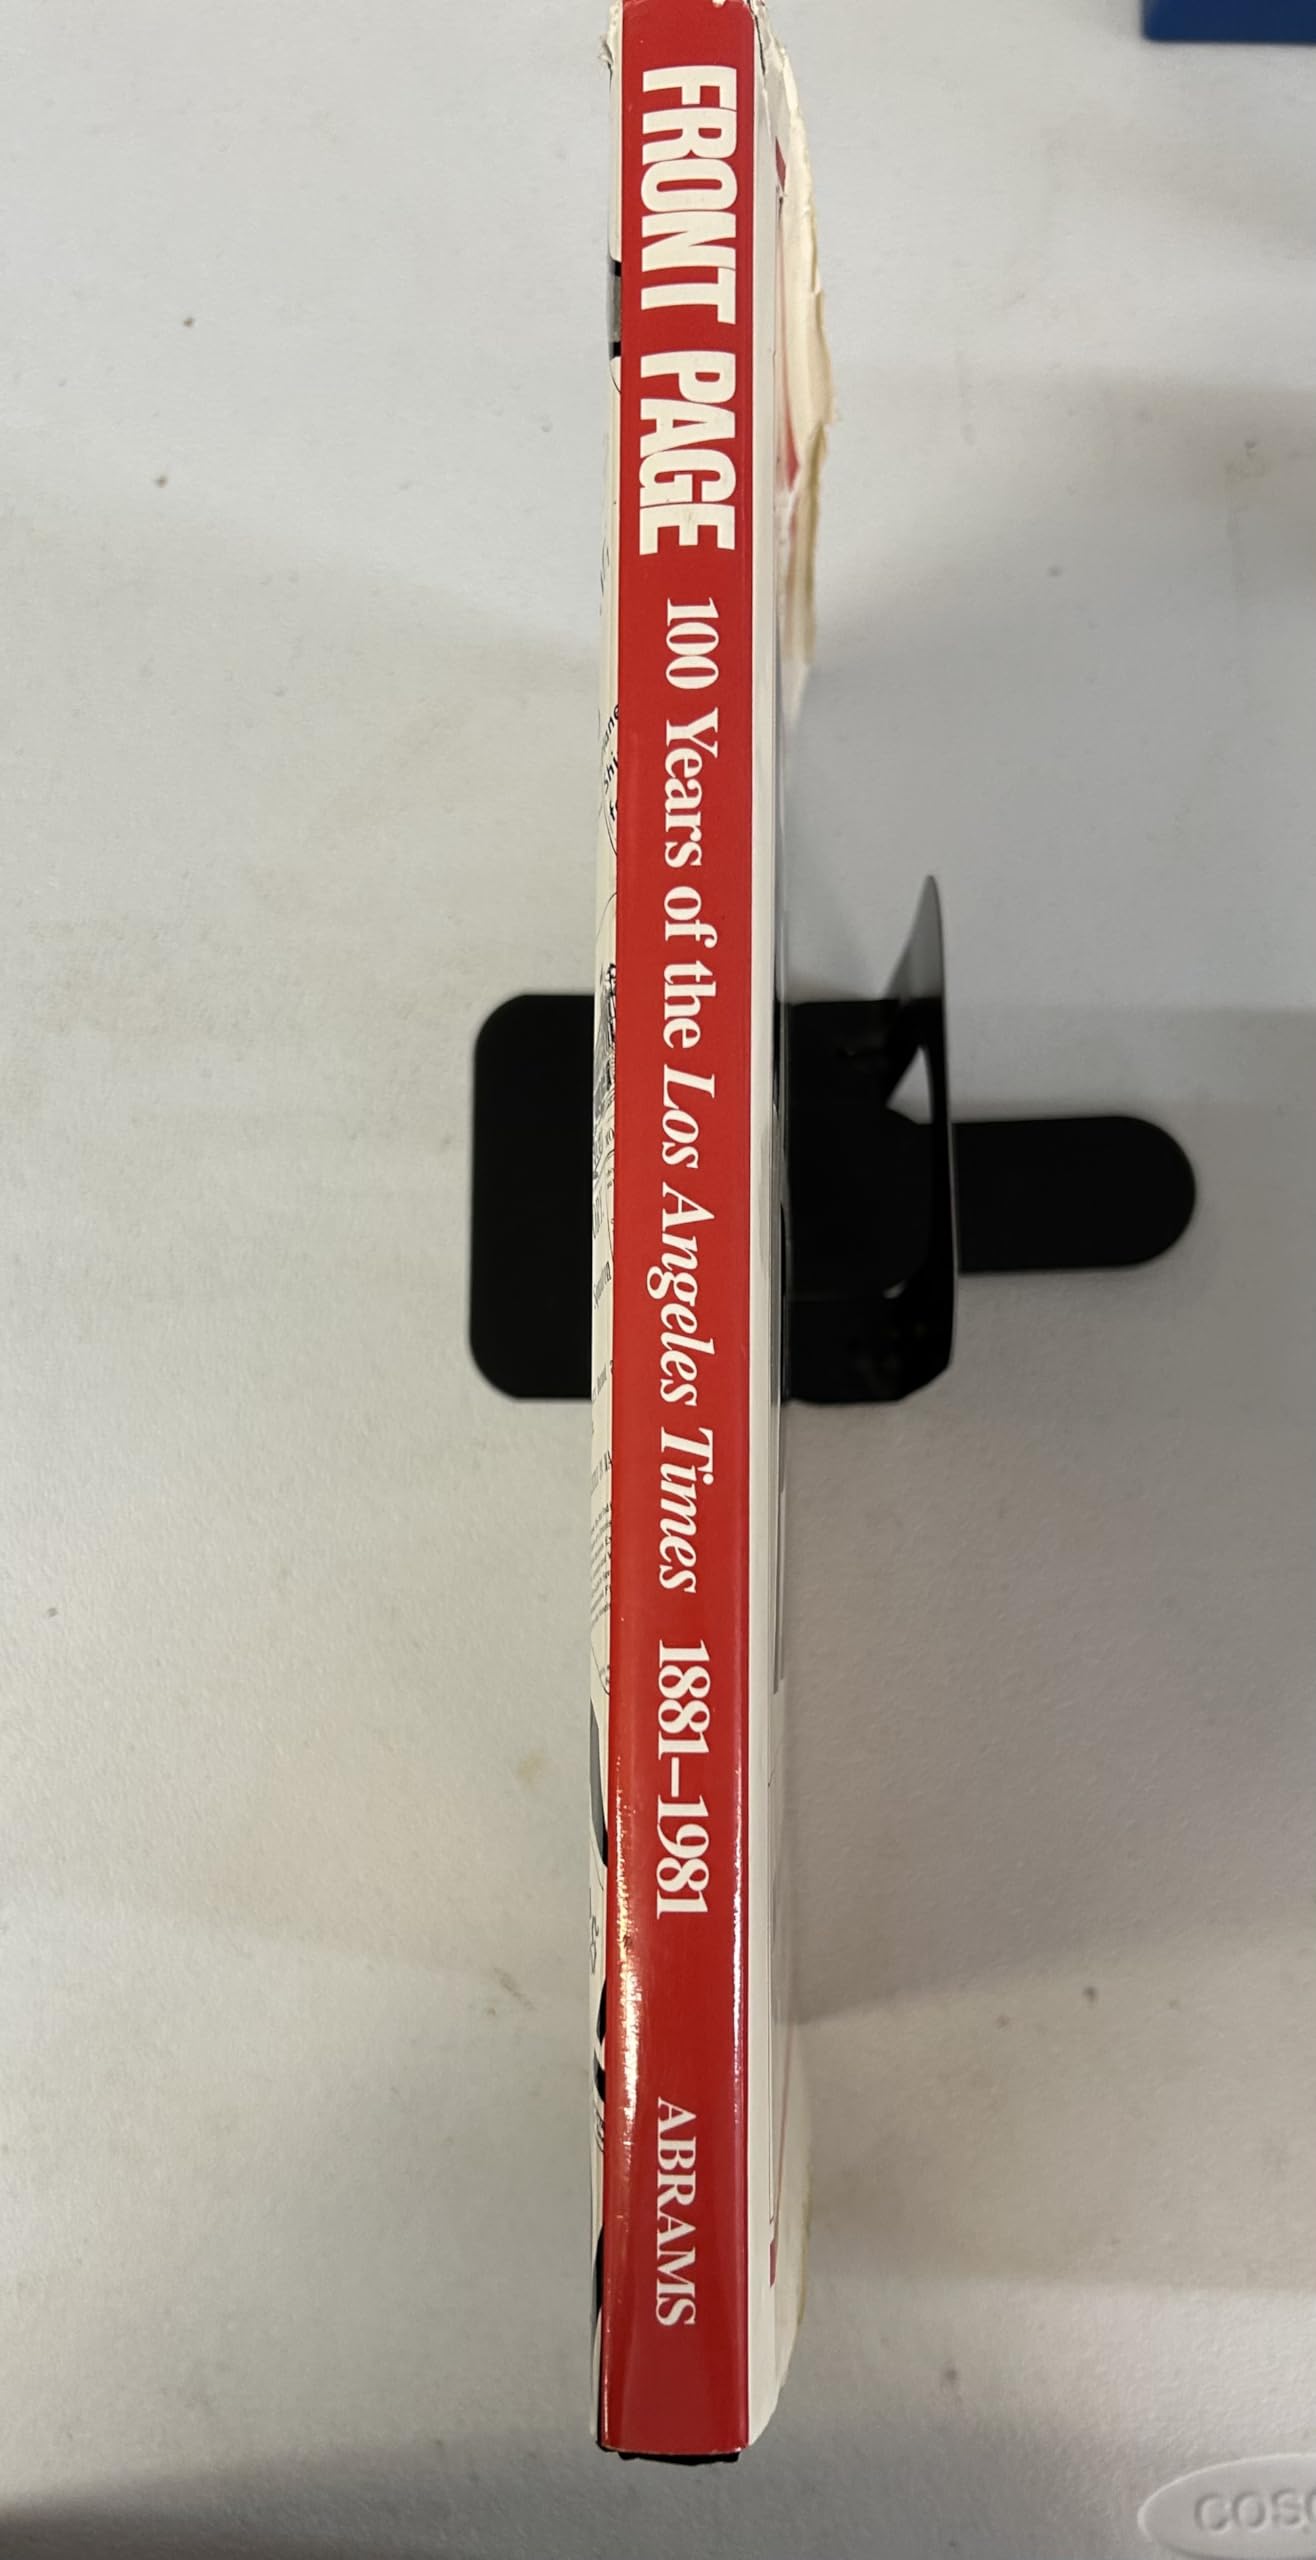 FRONT PAGE 100 Years of the Los Angeles Times 1881–1981 ABRAMS